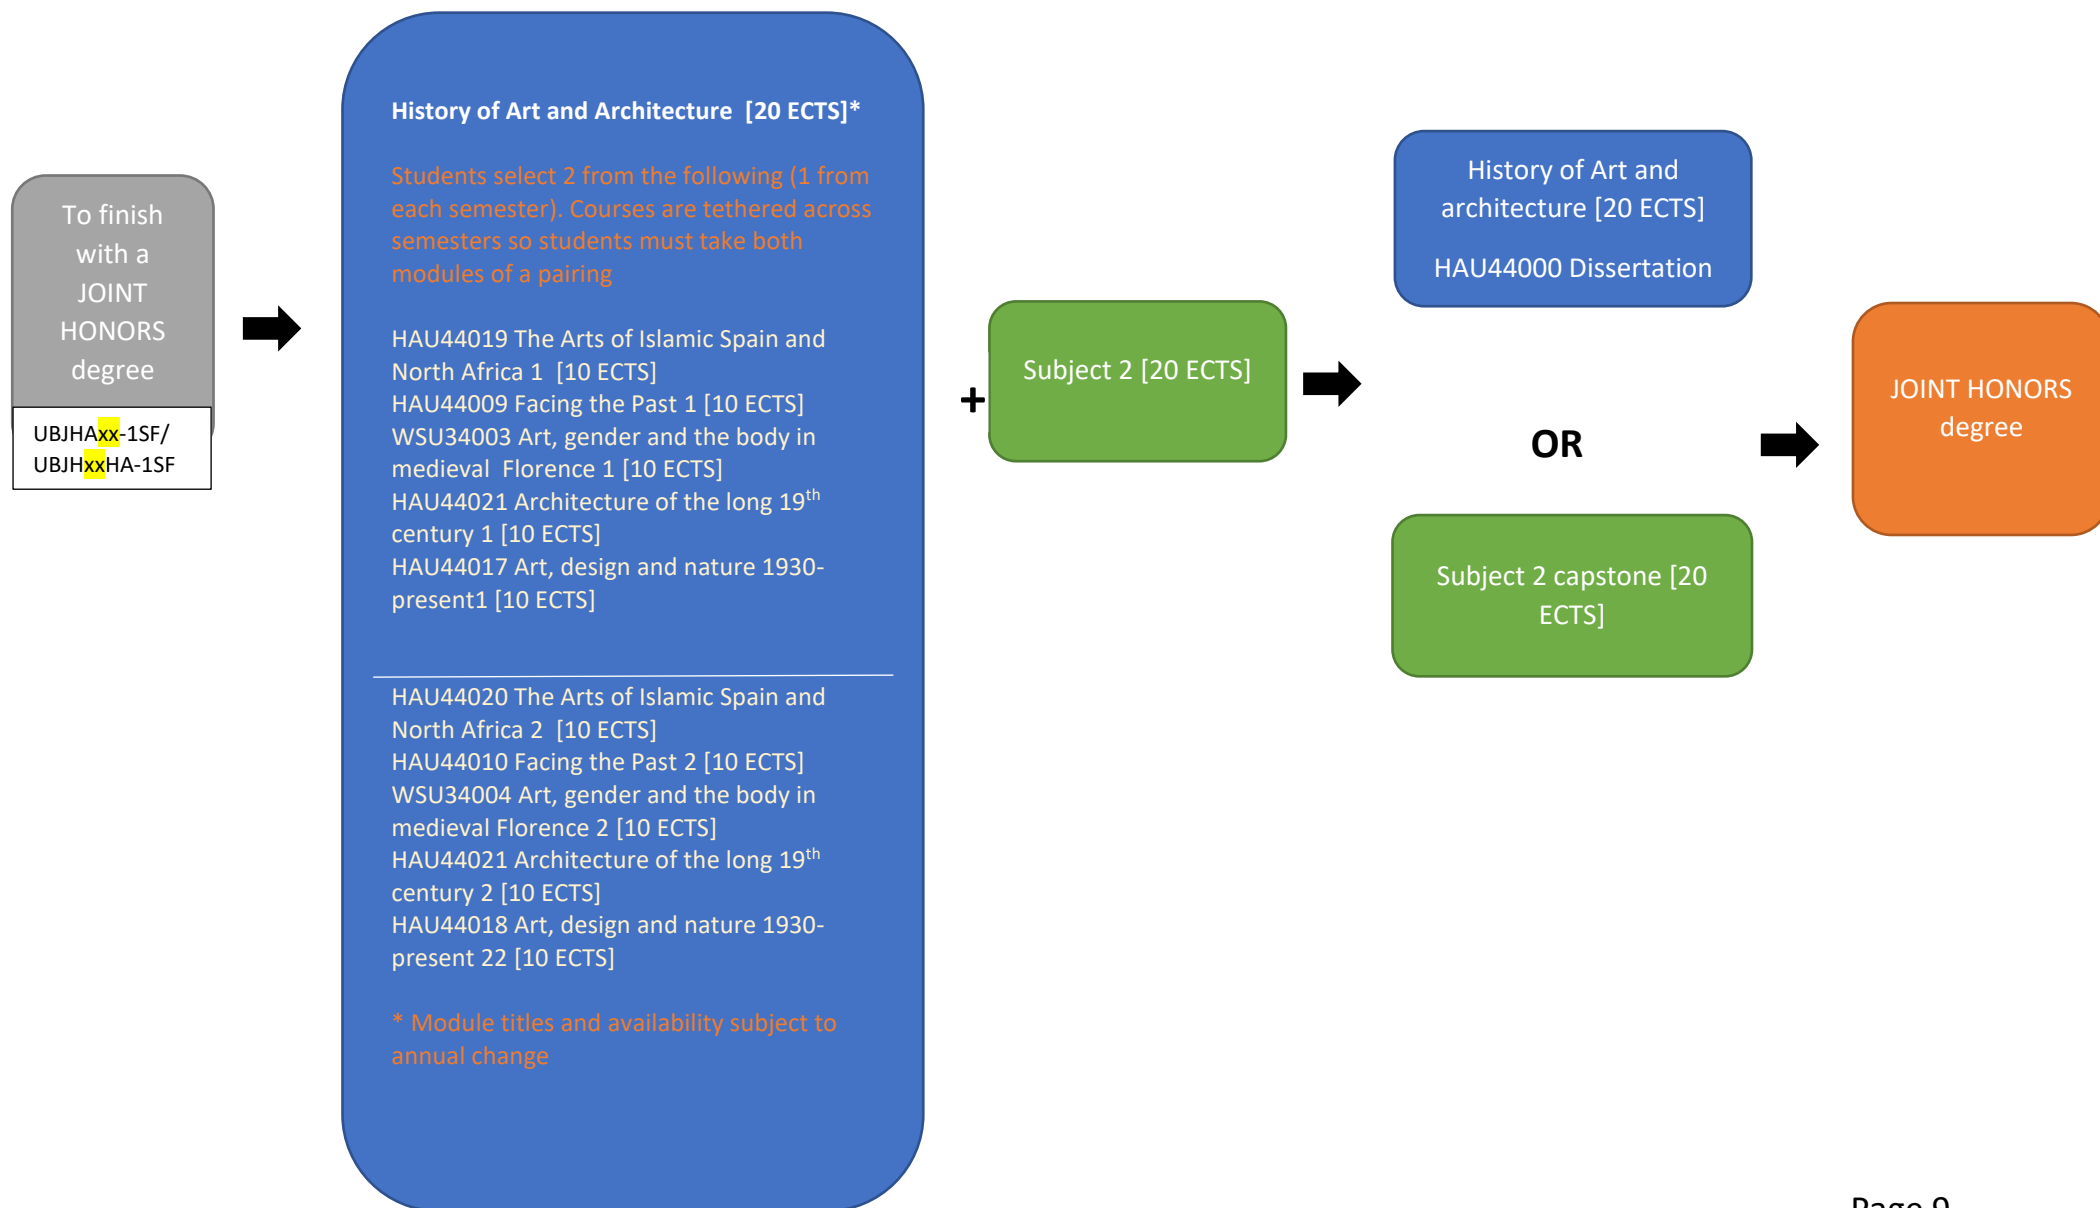 To finish
with a
JOINT
HONORS
degree
UBJHAxx-1SF/
UBJHxxHA-1SF
History of Art and Architecture  [20 ECTS]*
Students select 2 from the following (1 from
each semester). Courses are tethered across
semesters so students must take both
modules of a pairing
HAU44019 The Arts of Islamic Spain and
North Africa 1  [10 ECTS]
HAU44009 Facing the Past 1 [10 ECTS]
WSU34003 Art, gender and the body in
medieval  Florence 1 [10 ECTS]
HAU44021 Architecture of the long 19th
century 1 [10 ECTS]
HAU44017 Art, design and nature 1930-
present1 [10 ECTS]
HAU44020 The Arts of Islamic Spain and
North Africa 2  [10 ECTS]
HAU44010 Facing the Past 2 [10 ECTS]
WSU34004 Art, gender and the body in
medieval Florence 2 [10 ECTS]
HAU44021 Architecture of the long 19th
century 2 [10 ECTS]
HAU44018 Art, design and nature 1930-
present 22 [10 ECTS]
* Module titles and availability subject to
annual change
+
Subject 2 [20 ECTS]
History of Art and
architecture [20 ECTS]
HAU44000 Dissertation
OR
Subject 2 capstone [20
ECTS]
JOINT HONORS
degree
Page 9